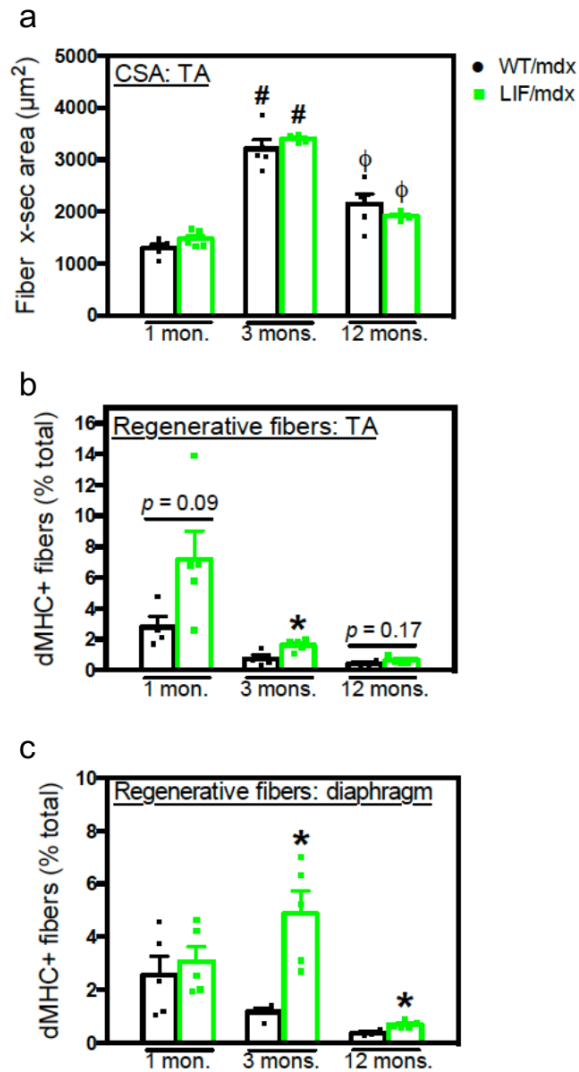 a
CSA: TA
Fiber x-sec area (µm²)
5000
4000
3000
2000
1000
0
# #
ϕ ϕ
1 mon. 3 mons. 12 mons.
WT/mdx
LIF/mdx
b
Regenerative fibers: TA
dMHC+ fibers (% total)
16
14
12
10
8
6
4
2
0
p = 0.09
*
p = 0.17
1 mon. 3 mons. 12 mons.
c
Regenerative fibers: diaphragm
dMHC+ fibers (% total)
10
8
6
4
2
0
*
*
1 mon. 3 mons. 12 mons.